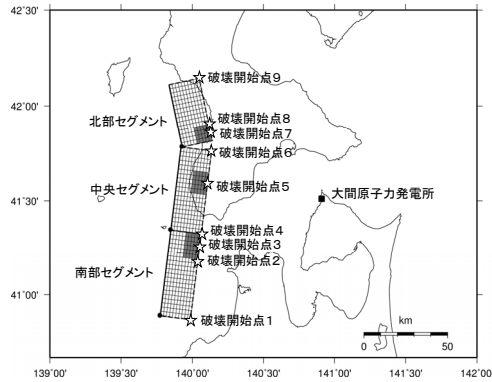 42˚30'
42˚00'
41˚30'
41˚00'
破壊開始点9
破壊開始点8
破壊開始点7
破壊開始点6
破壊開始点5
破壊開始点4
破壊開始点3
破壊開始点2
破壊開始点1
北部セグメント
中央セグメント
南部セグメント
大間原子力発電所
km
0 50
139˚00' 139˚30' 140˚00' 140˚30' 141˚00' 141˚30' 142˚00'